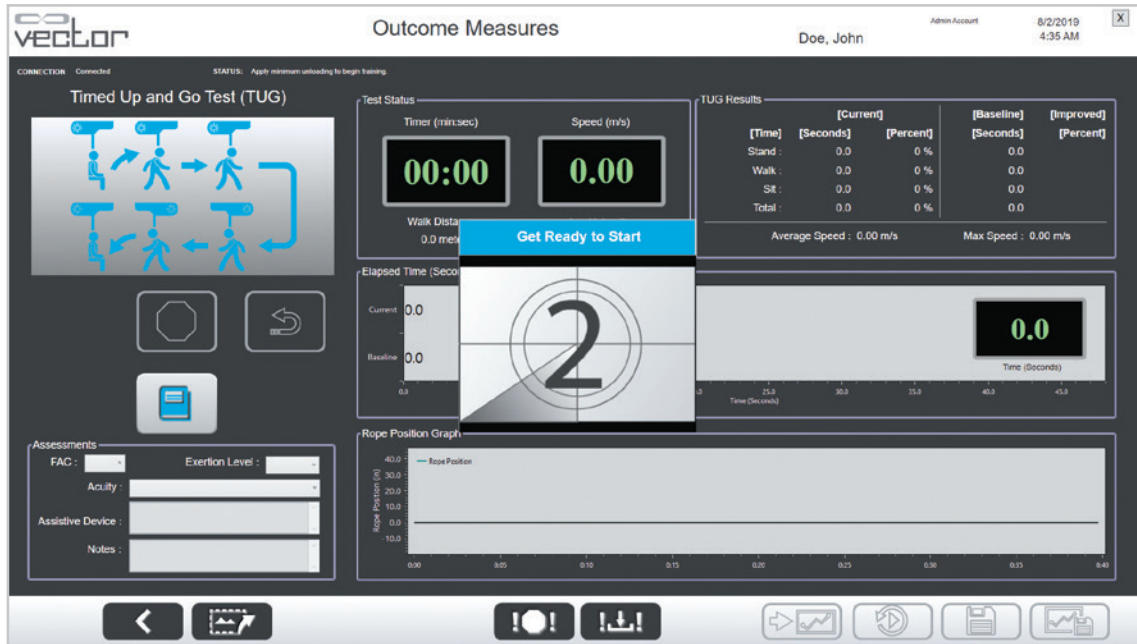 vector
Outcome Measures
Doe, John
Admin Account
8/2/2019
4:35 AM
X
CONNECTION Connected
STATUS: Apply minimum unloading to begin training.
Timed Up and Go Test (TUG)
Test Status
Timer (min:sec)
Speed (m/s)
00:00
0.00
Walk Dista
0.0 mete
TUG Results
[Current] [Baseline] [Improved]
[Time] [Seconds] [Percent] [Seconds] [Percent]
Stand : 0.0 0 % 0.0
Walk : 0.0 0 % 0.0
Sit : 0.0 0 % 0.0
Total : 0.0 0 % 0.0
Average Speed : 0.00 m/s Max Speed : 0.00 m/s
Get Ready to Start
2
Elapsed Time (Seco
Current 0.0
Baseline 0.0
0.0 25.0 30.0 35.0 40.0 45.0
Time (Seconds)
0.0
Time (Seconds)
Assessments
FAC :
Exertion Level :
Acuity :
Assistive Device :
Notes :
Rope Position Graph
Rope Position
Rope Position (in)
40.0
30.0
20.0
10.0
0.0
-10.0
0:00 0:05 0:10 0:15 0:20 0:25 0:30 0:35 0:40
! !
! !